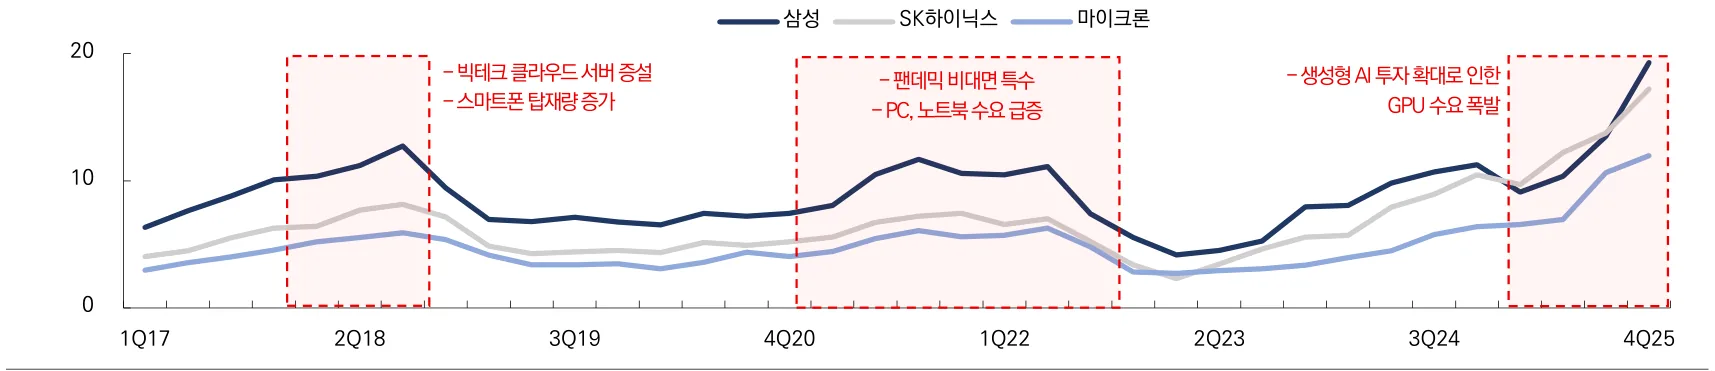 삼성 SK하이닉스 마이크론
20
10
0
- 빅테크 클라우드 서버 증설
- 스마트폰 탑재량 증가
- 팬데믹 비대면 특수
- PC, 노트북 수요 급증
- 생성형 AI 투자 확대로 인한
GPU 수요 폭발
1Q17 2Q18 3Q19 4Q20 1Q22 2Q23 3Q24 4Q25